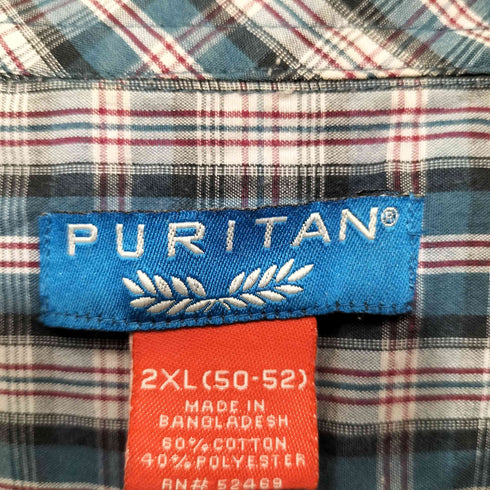 PURITAN®
2XL(50-52)
MADE IN
BANGLADESH
60% COTTON
40% POLYESTER
RN# 52469